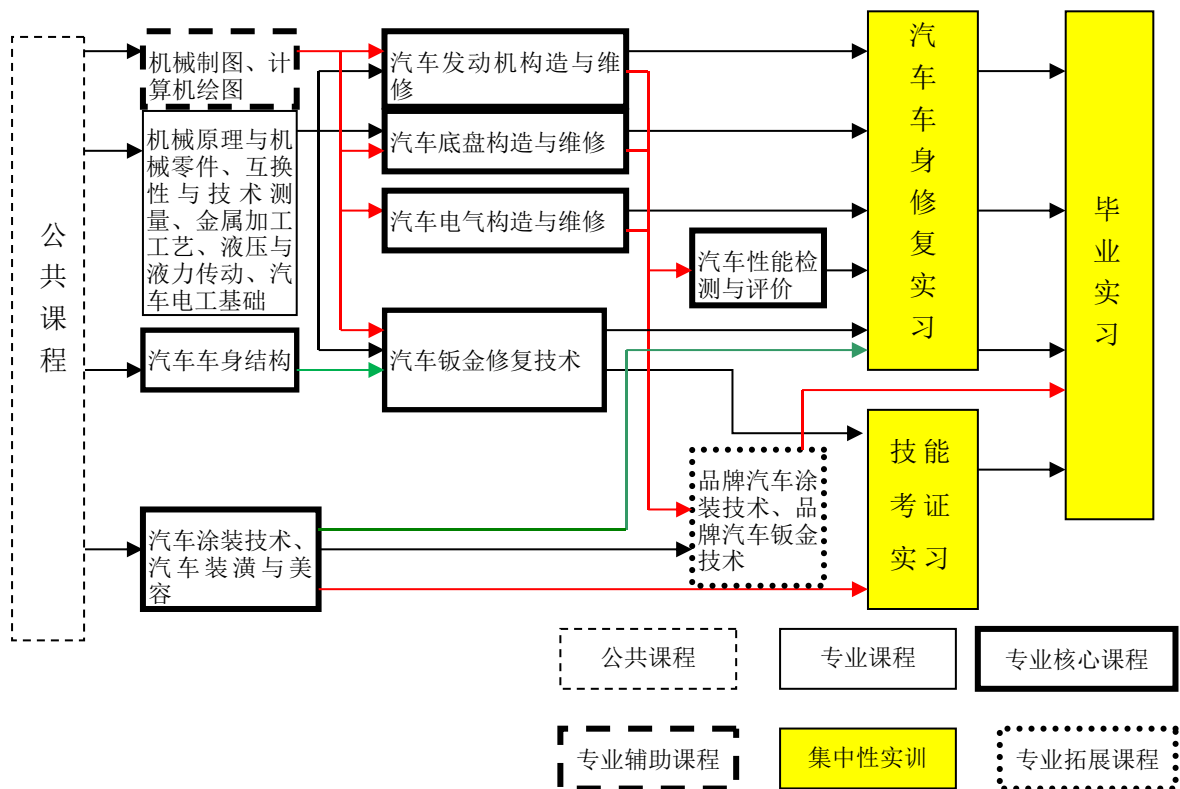 公共课程
机械制图、计
算机绘图
机械原理与机
械零件、互换
性与技术测
量、金属加工
工艺、液压与
液力传动、汽
车电工基础
汽车车身结构
汽车涂装技术、
汽车装潢与美
容
汽车发动机构造与维
修
汽车底盘构造与维修
汽车电气构造与维修
汽车钣金修复技术
汽车性能检
测与评价
品牌汽车涂
装技术、品
牌汽车钣金
技术
汽车车身修复实习
技能
考证
实习
毕业实习
公共课程
专业课程
专业核心课程
专业辅助课程
集中性实训
专业拓展课程